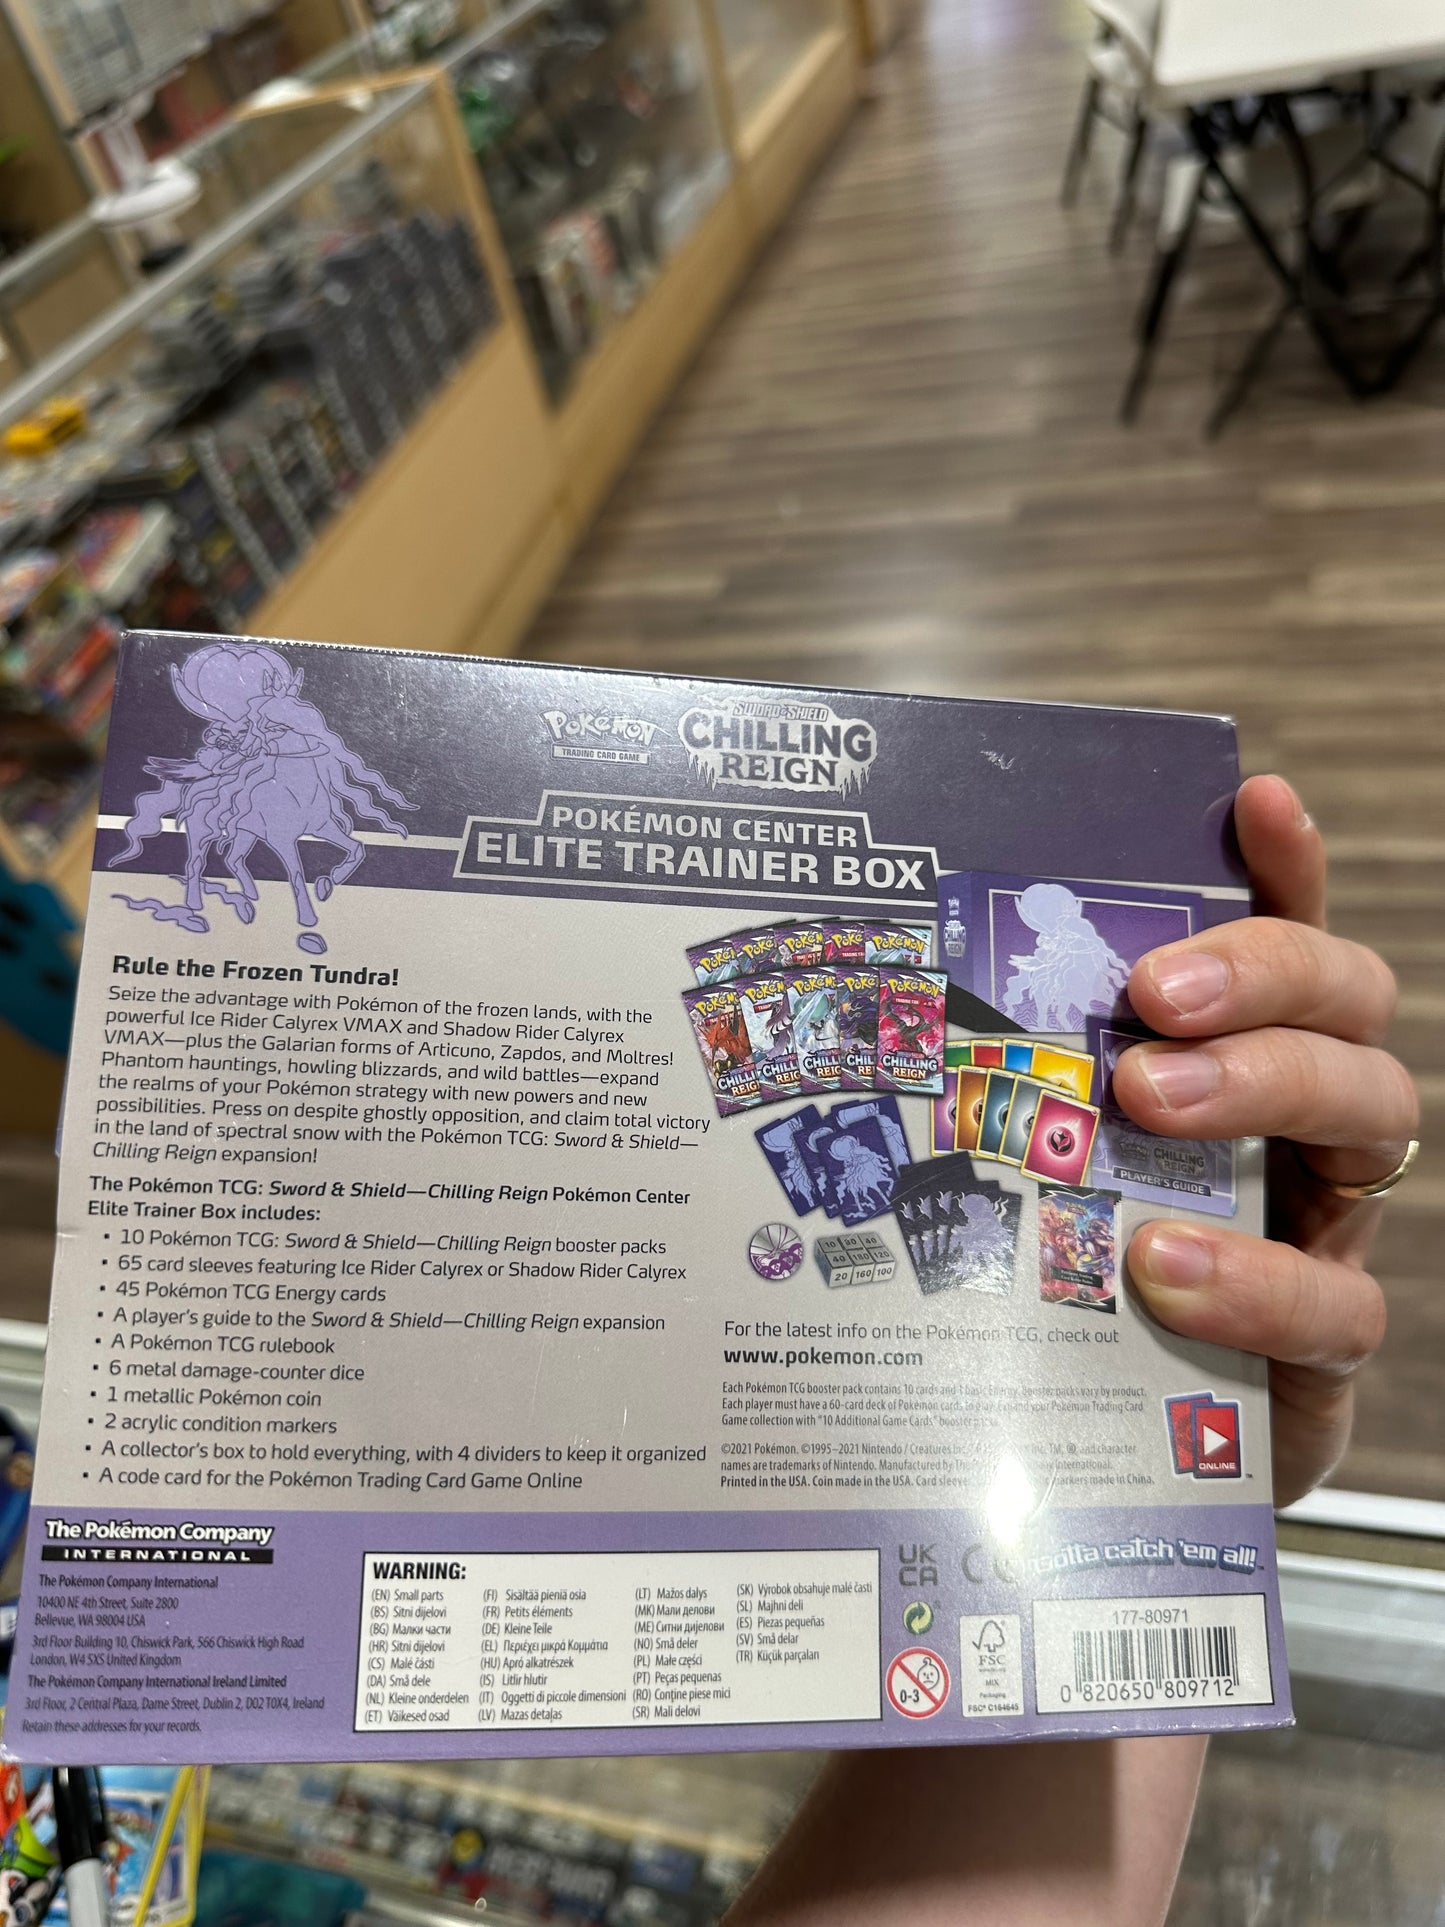 Pokémon
TRADING CARD GAME
SWORD & SHIELD
CHILLING
REIGN
POKÉMON CENTER
ELITE TRAINER BOX
Rule the Frozen Tundra!
Seize the advantage with Pokémon of the frozen lands, with the
powerful Ice Rider Calyrex VMAX and Shadow Rider Calyrex
VMAX—plus the Galarian forms of Articuno, Zapdos, and Moltres!
Phantom hauntings, howling blizzards, and wild battles—expand
the realms of your Pokémon strategy with new powers and new
possibilities. Press on despite ghostly opposition, and claim total victory
in the land of spectral snow with the Pokémon TCG: Sword & Shield—
Chilling Reign expansion!
The Pokémon TCG: Sword & Shield—Chilling Reign Pokémon Center
Elite Trainer Box includes:
• 10 Pokémon TCG: Sword & Shield—Chilling Reign booster packs
• 65 card sleeves featuring Ice Rider Calyrex or Shadow Rider Calyrex
• 45 Pokémon TCG Energy cards
• A player's guide to the Sword & Shield—Chilling Reign expansion
• A Pokémon TCG rulebook
• 6 metal damage-counter dice
• 1 metallic Pokémon coin
• 2 acrylic condition markers
• A collector's box to hold everything, with 4 dividers to keep it organized
• A code card for the Pokémon Trading Card Game Online
POKÉMON
CHILLING
REIGN
CHILLING
REIGN
PLAYER'S GUIDE
For the latest info on the Pokémon TCG, check out
www.pokemon.com
Each Pokémon TCG booster pack contains 10 cards and 1 basic Energy. Booster packs vary by product.
Each player must have a 60-card deck of Pokémon cards to play. Expand your Pokémon Trading Card
Game collection with "10 Additional Game Cards" booster packs.
©2021 Pokémon. ©1995–2021 Nintendo / Creatures Inc. TM, ®, and character
names are trademarks of Nintendo. Manufactured by International.
Printed in the USA. Coin made in the USA. Card sleeve markers made in China.
ONLINE
The Pokémon Company
INTERNATIONAL
The Pokémon Company International
10400 NE 4th Street, Suite 2800
Bellevue, WA 98004 USA
3rd Floor Building 10, Chiswick Park, 566 Chiswick High Road
London, W4 5XS United Kingdom
The Pokémon Company International Ireland Limited
3rd Floor, 2 Central Plaza, Dame Street, Dublin 2, D02 T0X4, Ireland
Retain these addresses for your records.
WARNING:
(EN) Small parts
(BS) Sitni dijelovi
(BG) Малки части
(HR) Sitni dijelovi
(CS) Malé části
(DA) Små dele
(NL) Kleine onderdelen
(ET) Väikesed osad
(FI) Sisältää pieniä osia
(FR) Petits éléments
(DE) Kleine Teile
(EL) Περιέχει μικρά Κομμάτια
(HU) Apró alkatrészek
(IS) Litlir hlutir
(IT) Oggetti di piccole dimensioni
(LV) Mazas detaļas
(LT) Mažos dalys
(MK) Мали делови
(ME) Ситни дијелови
(NO) Små deler
(PL) Małe części
(PT) Peças pequenas
(RO) Conține piese mici
(SR) Mali delovi
(SK) Výrobok obsahuje malé časti
(SL) Majhni deli
(ES) Piezas pequeñas
(SV) Små delar
(TR) Küçük parçalar
UK
CA
gotta catch 'em all!
0-3
FSC
MIX
Packaging
FSC® C164645
177-80971
0 820650 809712